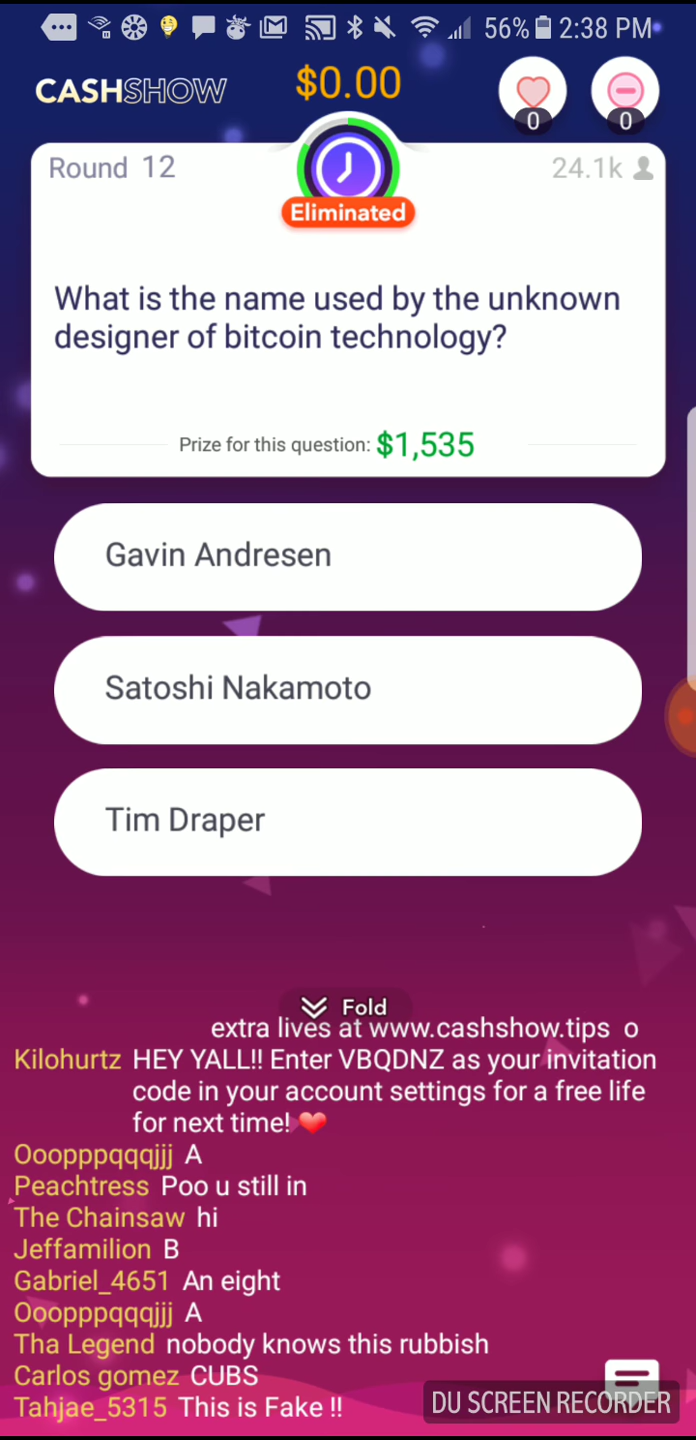 56% 2:38 PM
CASHSHOW $0.00
0 0
Round 12 24.1k
Eliminated
What is the name used by the unknown
designer of bitcoin technology?
Prize for this question: $1,535
Gavin Andresen
Satoshi Nakamoto
Tim Draper
Fold
extra lives at www.cashshow.tips o
Kilohurtz HEY YALL!! Enter VBQDNZ as your invitation
code in your account settings for a free life
for next time!
Ooopppqqqjjj A
Peachtress Poo u still in
The Chainsaw hi
Jeffamilion B
Gabriel_4651 An eight
Ooopppqqqjjj A
Tha Legend nobody knows this rubbish
Carlos gomez CUBS
Tahjae_5315 This is Fake !!
DU SCREEN RECORDER